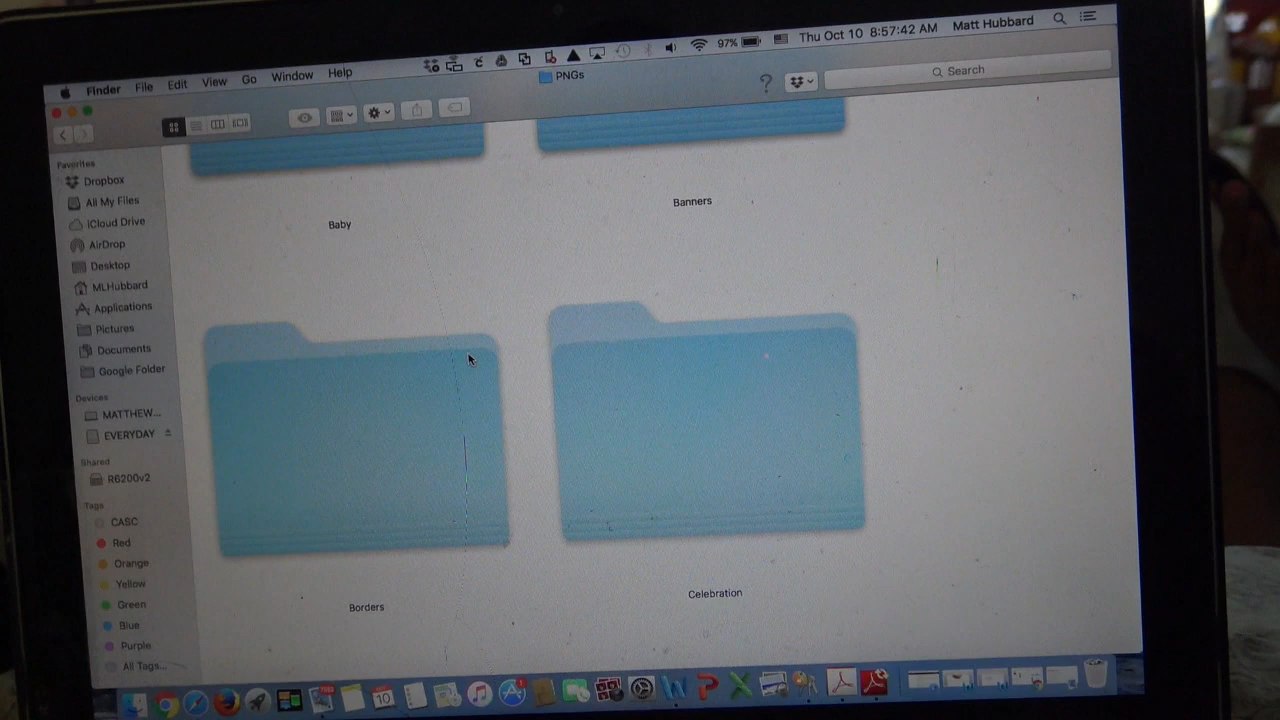 Finder File Edit View Go Window Help 97% Thu Oct 10 8:57:42 AM Matt Hubbard
PNGs
? Search
Favorites
Dropbox
All My Files
iCloud Drive
AirDrop
Desktop
MLHubbard
Applications
Pictures
Documents
Google Folder
Devices
MATTHEW...
EVERYDAY
Shared
R6200v2
Tags
CASC
Red
Orange
Yellow
Green
Blue
Purple
All Tags...
Baby
Banners
Borders
Celebration
10